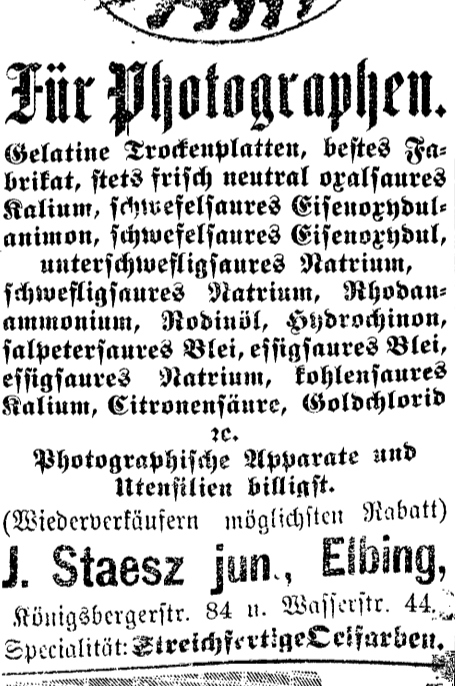 Für Photographen.
Gelatine Trockenplatten, bestes Fa-
brikat, stets frisch neutral oxalsaures
Kalium, schwefelsaures Eisenoxydul-
animon, schwefelsaures Eisenoxydul,
unterschwefligsaures Natrium,
schwefligsaures Natrium, Rhodan-
ammonium, Rodinöl, Hydrochinon,
salpetersaures Blei, essigsaures Blei,
essigsaures Natrium, kohlensaures
Kalium, Citronensäure, Goldchlorid
ꝛc.
Photographische Apparate und
Utensilien billigst.
(Wiederverkäufern möglichsten Rabatt)
J. Staesz jun., Elbing,
Königsbergerstr. 84 u. Wasserstr. 44.
Specialität: Streichfertige Oelfarben.